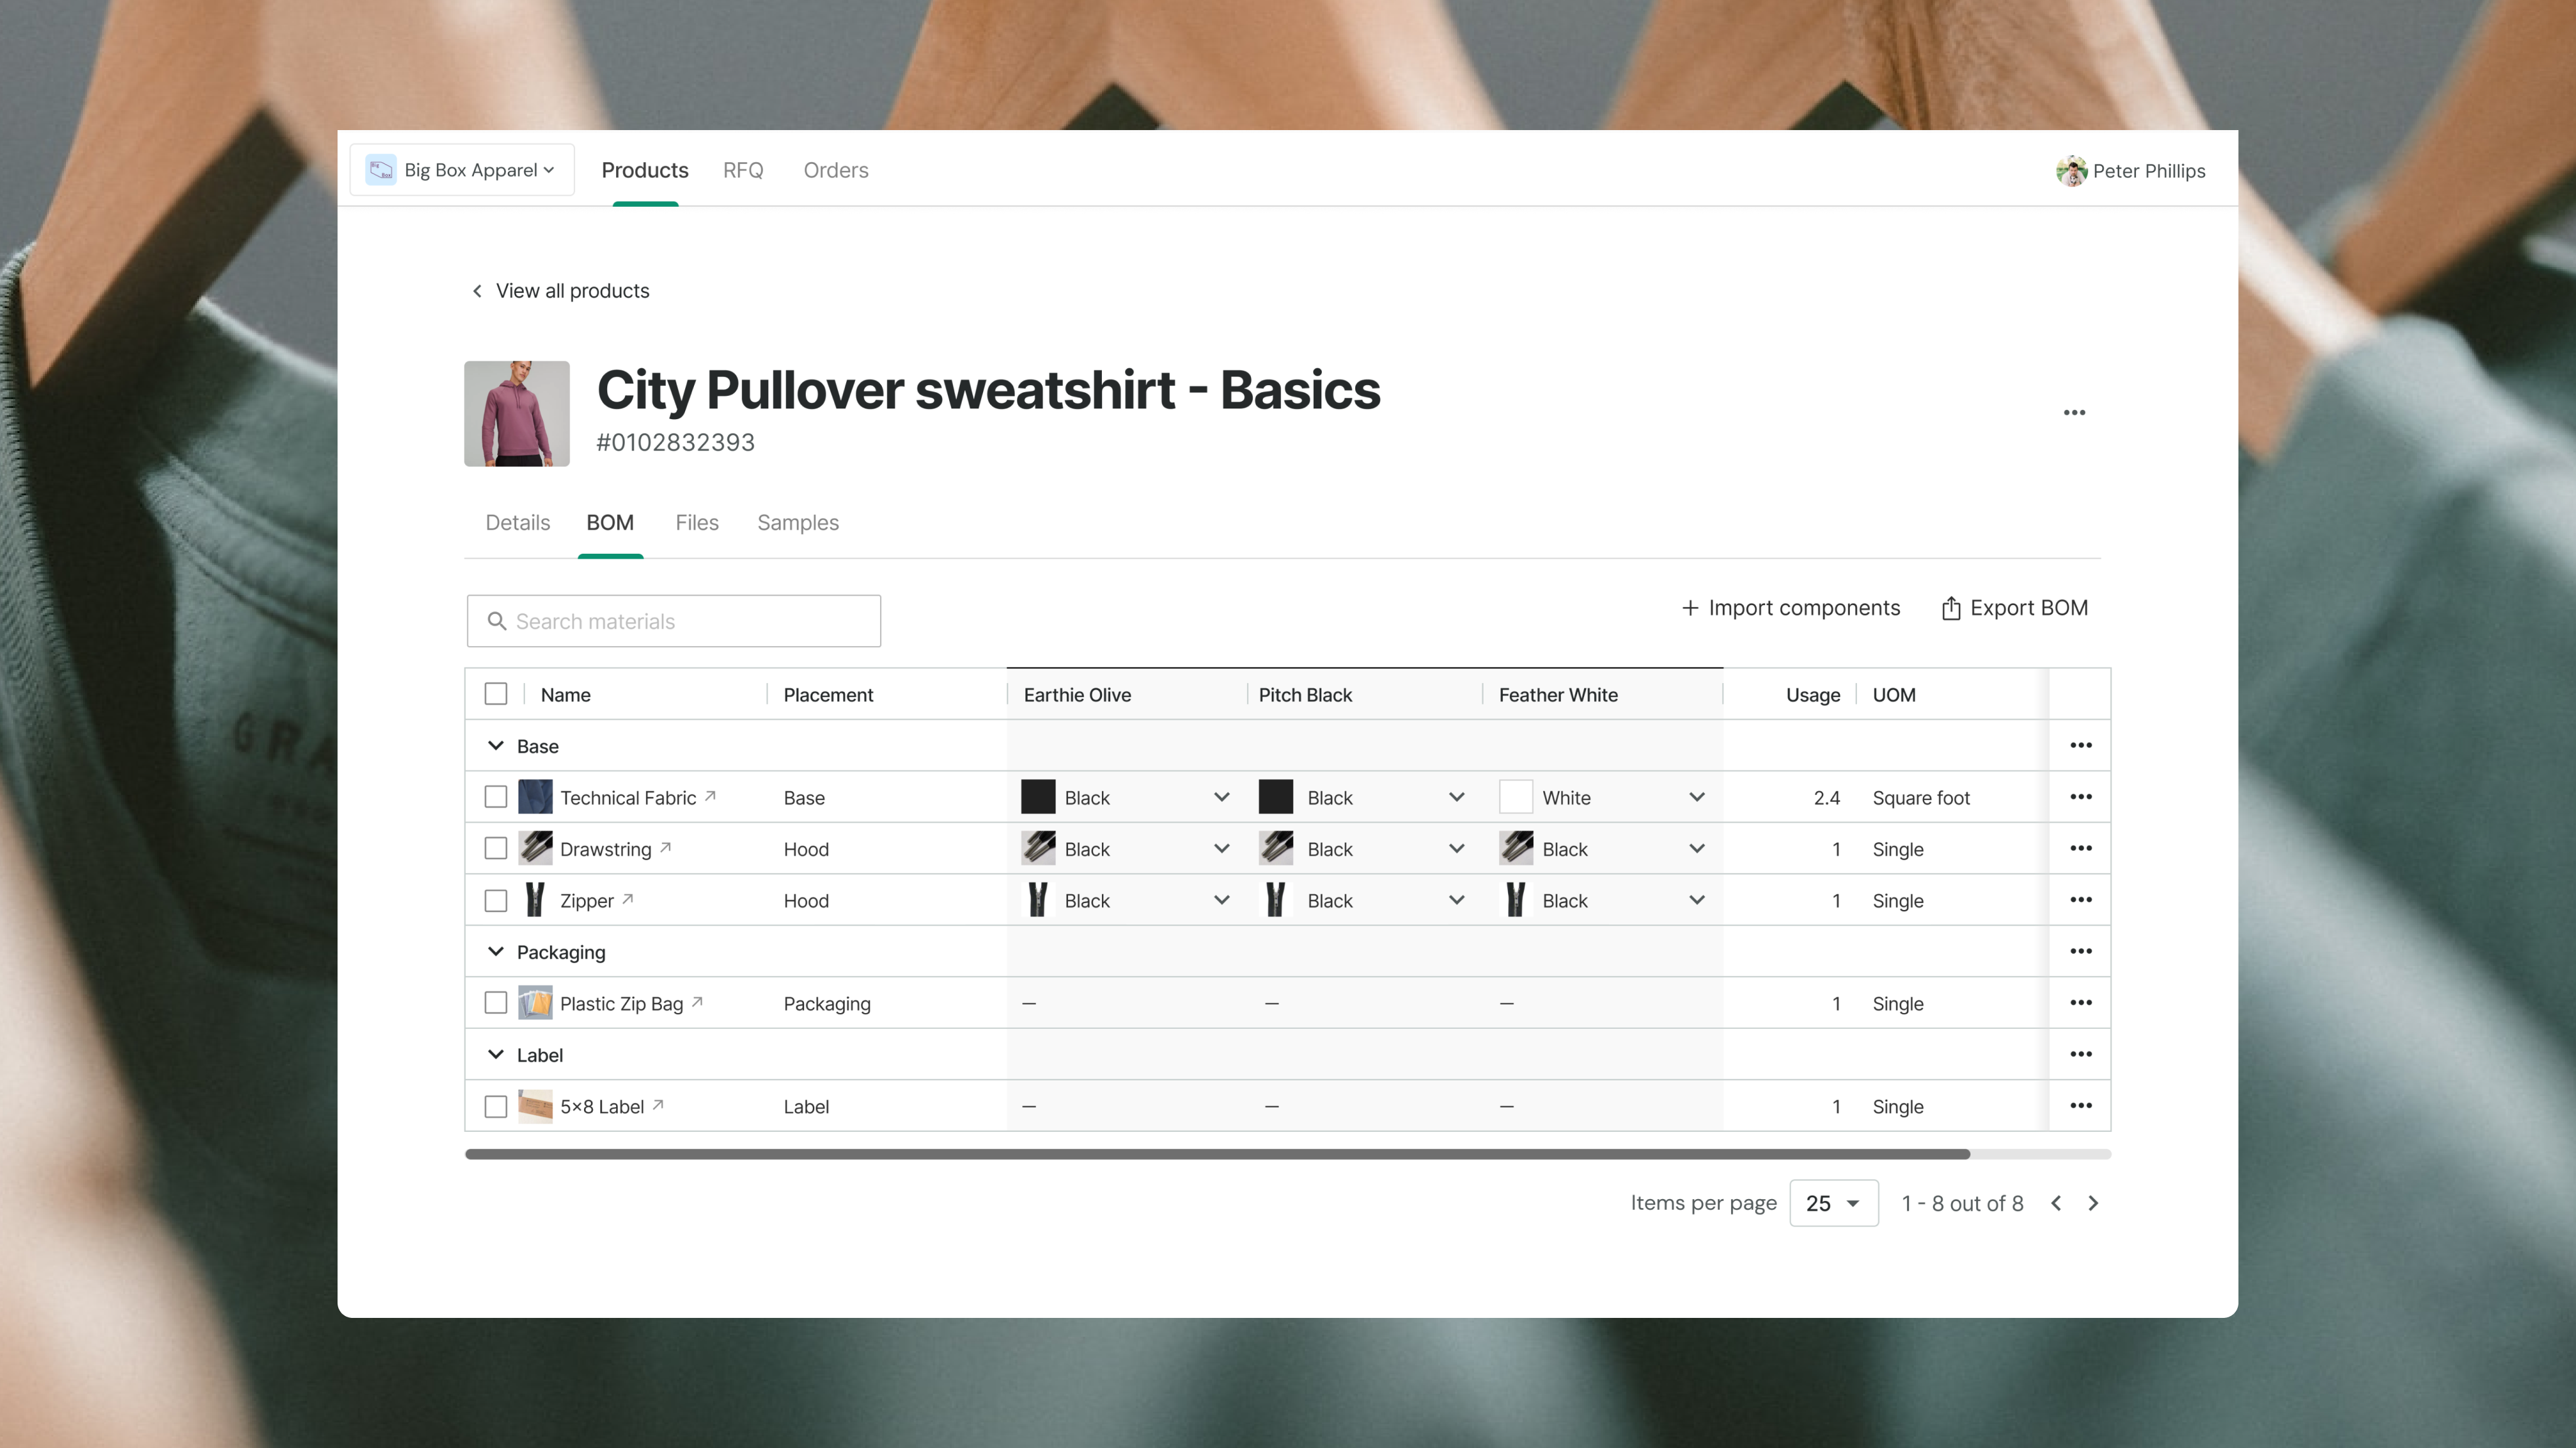 Big Box Apparel
Products
RFQ
Orders
Peter Phillips
View all products
City Pullover sweatshirt - Basics
#0102832393
Details
BOM
Files
Samples
Search materials
Import components
Export BOM
Name Placement Earthie Olive Pitch Black Feather White Usage UOM
Base
Technical Fabric Base Black Black White 2.4 Square foot
Drawstring Hood Black Black Black 1 Single
Zipper Hood Black Black Black 1 Single
Packaging
Plastic Zip Bag Packaging – – – 1 Single
Label
5×8 Label Label – – – 1 Single
Items per page 25 1 - 8 out of 8